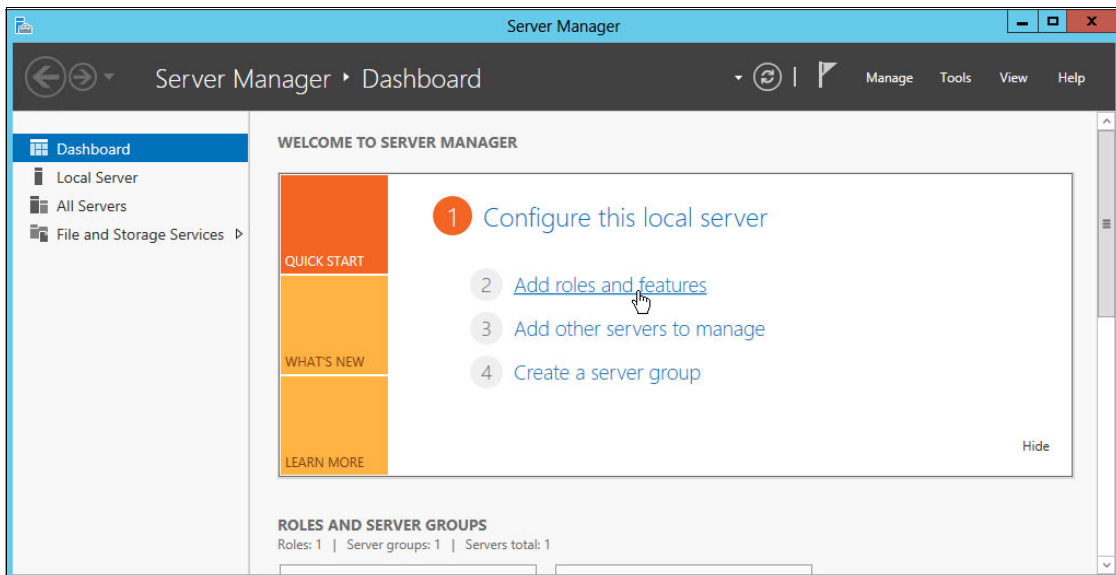 Server Manager
Server Manager ‣ Dashboard
Manage Tools View Help
Dashboard
Local Server
All Servers
File and Storage Services
WELCOME TO SERVER MANAGER
QUICK START
WHAT'S NEW
LEARN MORE
1 Configure this local server
2 Add roles and features
3 Add other servers to manage
4 Create a server group
Hide
ROLES AND SERVER GROUPS
Roles: 1 | Server groups: 1 | Servers total: 1